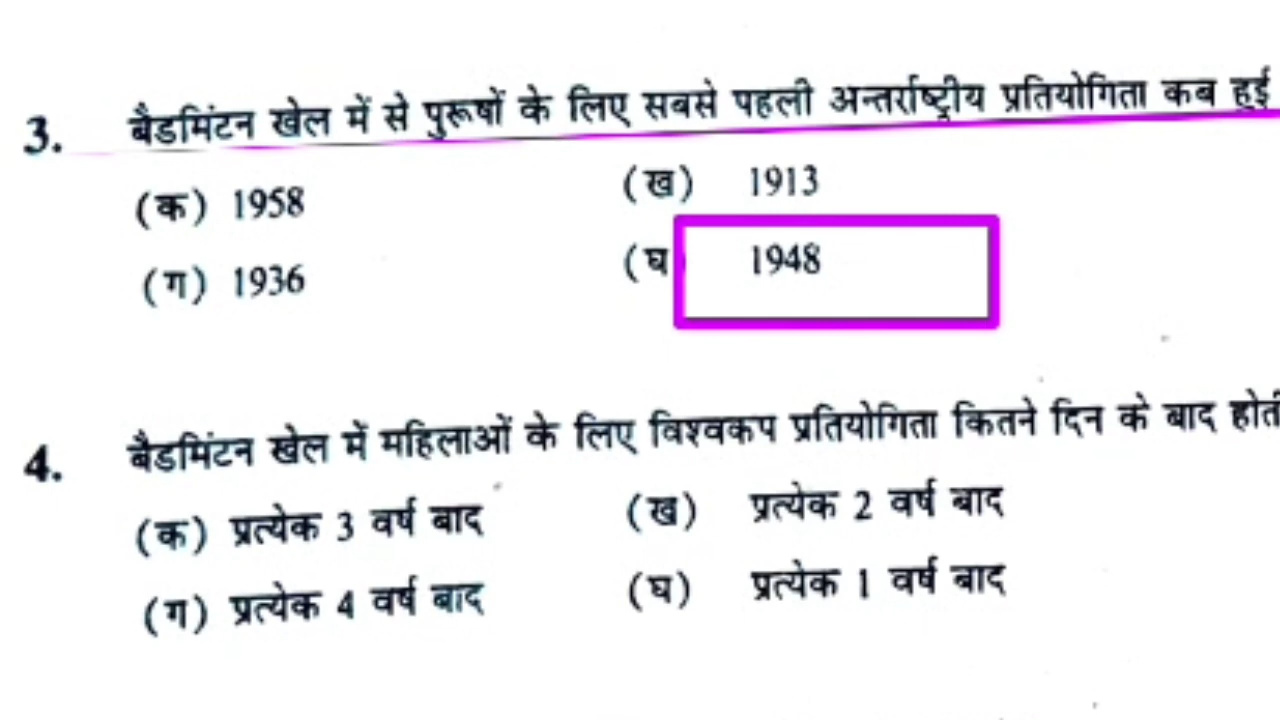 3. बैडमिंटन खेल में से पुरूषों के लिए सबसे पहली अन्तर्राष्ट्रीय प्रतियोगिता कब हुई
(क) 1958 (ख) 1913
(ग) 1936 (घ 1948
4. बैडमिंटन खेल में महिलाओं के लिए विश्वकप प्रतियोगिता कितने दिन के बाद होती
(क) प्रत्येक 3 वर्ष बाद (ख) प्रत्येक 2 वर्ष बाद
(ग) प्रत्येक 4 वर्ष बाद (घ) प्रत्येक 1 वर्ष बाद